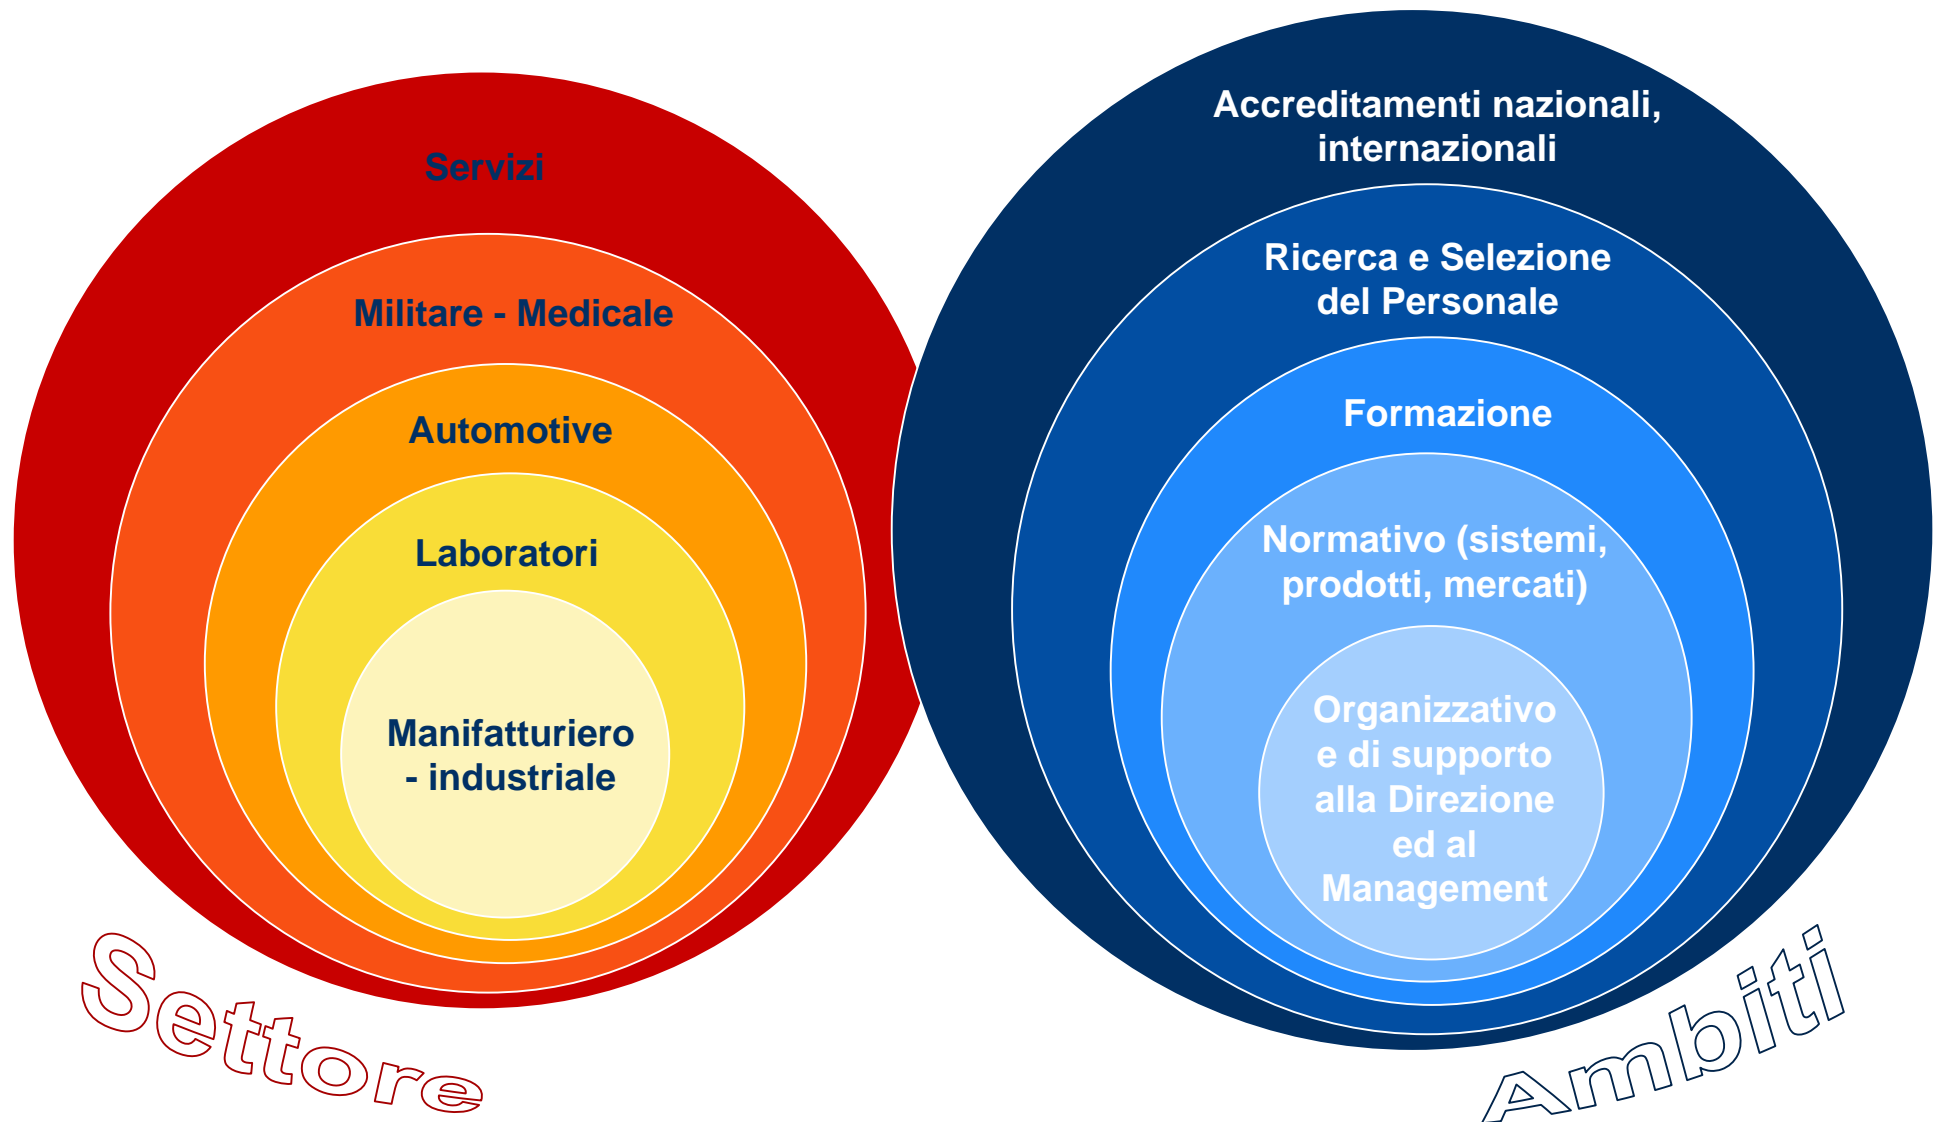 Servizi
Militare - Medicale
Automotive
Laboratori
Manifatturiero
- industriale
Settore
Accreditamenti nazionali,
internazionali
Ricerca e Selezione
del Personale
Formazione
Normativo (sistemi,
prodotti, mercati)
Organizzativo
e di supporto
alla Direzione
ed al
Management
Ambiti